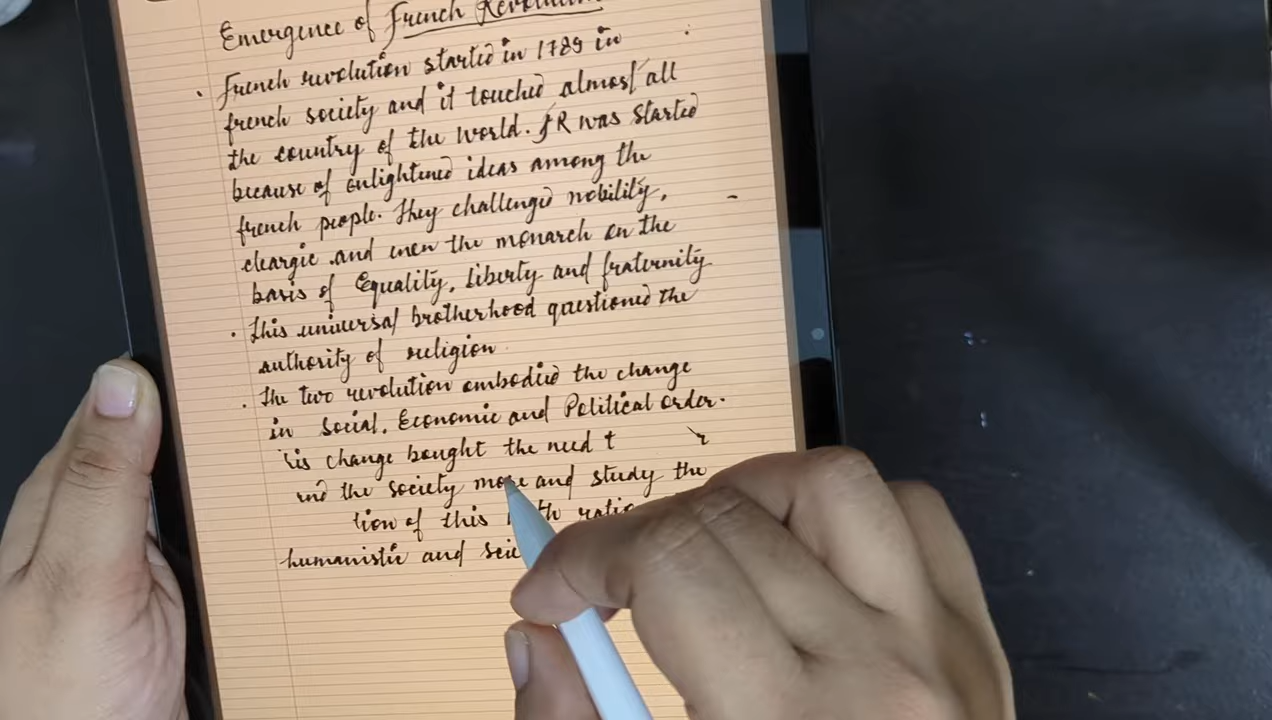 Emergence of French Revolution
· French revolution started in 1789 in
french society and it touched almost all
the country of the world. FR was started
because of enlightened ideas among the
french people. They challenged nobility,
cleargie and even the monarch on the
basis of Equality, Liberty and fraternity
· This universal brotherhood questioned the
authority of religion
· The two revolution embodied the change
in social, Economic and Political order.
his change bought the need t
and the society more and study the
tion of this
humanistic and